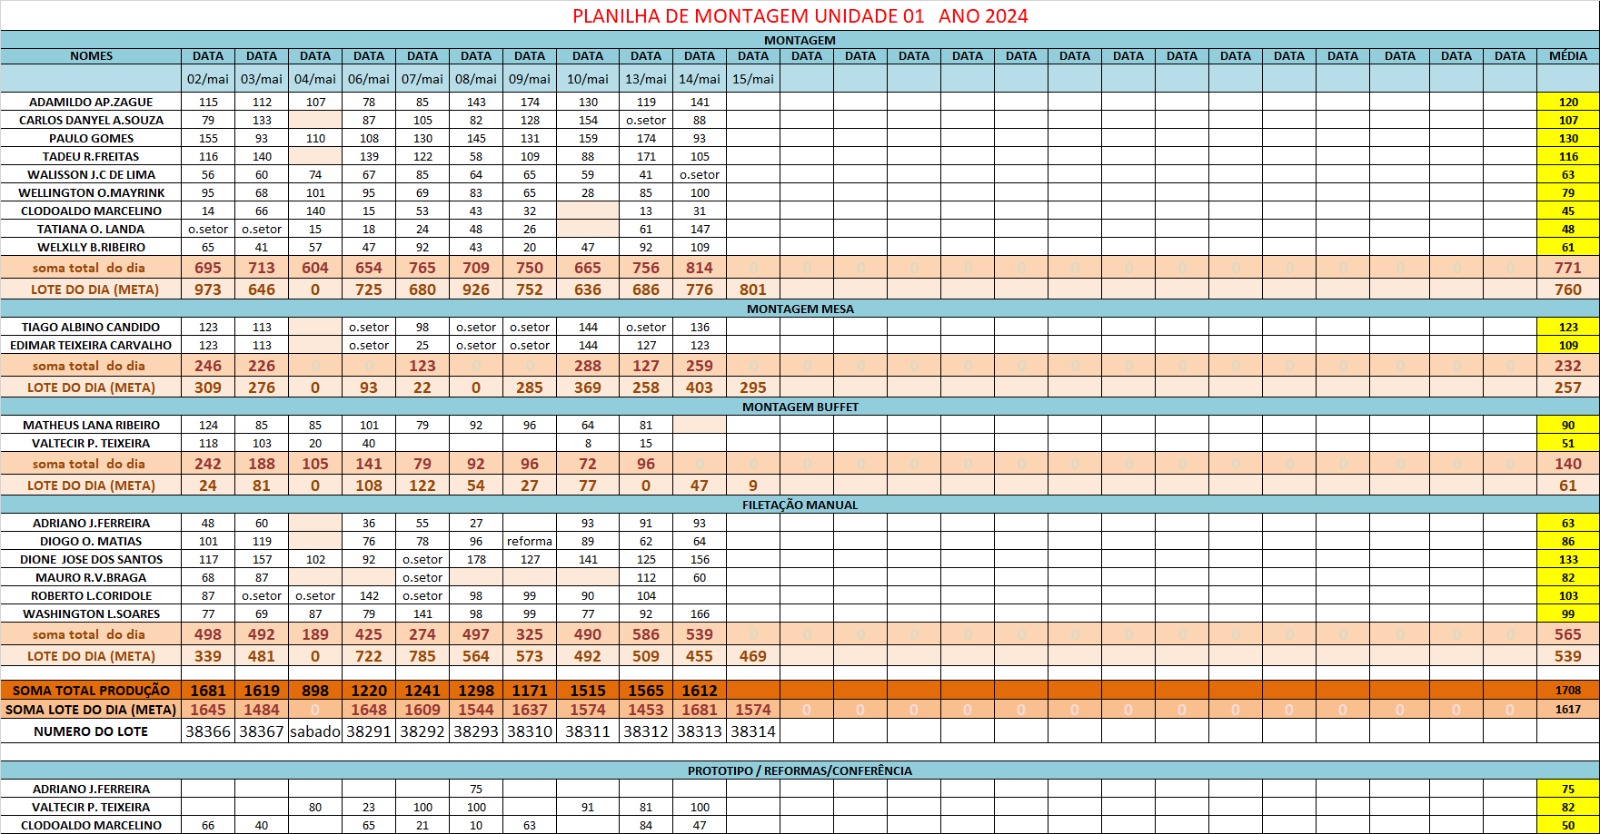 PLANILHA DE MONTAGEM UNIDADE 01 ANO 2024
MONTAGEM
NOMES DATA DATA DATA DATA DATA DATA DATA DATA DATA DATA DATA DATA DATA DATA DATA DATA DATA DATA DATA DATA DATA DATA DATA DATA DATA MÉDIA
02/mai 03/mai 04/mai 06/mai 07/mai 08/mai 09/mai 10/mai 13/mai 14/mai 15/mai
ADAMILDO AP.ZAGUE 115 112 107 78 85 143 174 130 119 141 120
CARLOS DANYEL A.SOUZA 79 133 87 105 82 128 154 o.setor 88 107
PAULO GOMES 155 93 110 108 130 145 131 159 174 93 130
TADEU R.FREITAS 116 140 139 122 58 109 88 171 105 116
WALISSON J.C DE LIMA 56 60 74 67 85 64 65 59 41 o.setor 63
WELLINGTON O.MAYRINK 95 68 101 95 69 83 65 28 85 100 79
CLODOALDO MARCELINO 14 66 140 15 53 43 32 13 31 45
TATIANA O. LANDA o.setor o.setor 15 18 24 48 26 61 147 48
WELXLLY B.RIBEIRO 65 41 57 47 92 43 20 47 92 109 61
soma total do dia 695 713 604 654 765 709 750 665 756 814 0 0 0 0 0 0 0 0 0 0 0 0 0 0 0 771
LOTE DO DIA (META) 973 646 0 725 680 926 752 636 686 776 801 760
MONTAGEM MESA
TIAGO ALBINO CANDIDO 123 113 o.setor 98 o.setor o.setor 144 o.setor 136 123
EDIMAR TEIXEIRA CARVALHO 123 113 o.setor 25 o.setor o.setor 144 127 123 109
soma total do dia 246 226 0 0 123 0 0 288 127 259 0 0 0 0 0 0 0 0 0 0 0 0 0 0 0 232
LOTE DO DIA (META) 309 276 0 93 22 0 285 369 258 403 295 257
MONTAGEM BUFFET
MATHEUS LANA RIBEIRO 124 85 85 101 79 92 96 64 81 90
VALTECIR P. TEIXEIRA 118 103 20 40 8 15 51
soma total do dia 242 188 105 141 79 92 96 72 96 0 0 0 0 0 0 0 0 0 0 0 0 0 0 0 0 140
LOTE DO DIA (META) 24 81 0 108 122 54 27 77 0 47 9 61
FILETAÇÃO MANUAL
ADRIANO J.FERREIRA 48 60 36 55 27 93 91 93 63
DIOGO O. MATIAS 101 119 76 78 96 reforma 89 62 64 86
DIONE JOSE DOS SANTOS 117 157 102 92 o.setor 178 127 141 125 156 133
MAURO R.V.BRAGA 68 87 o.setor 112 60 82
ROBERTO L.CORIDOLE 87 o.setor o.setor 142 o.setor 98 99 90 104 103
WASHINGTON L.SOARES 77 69 87 79 141 98 99 77 92 166 99
soma total do dia 498 492 189 425 274 497 325 490 586 539 0 0 0 0 0 0 0 0 0 0 0 0 0 0 0 565
LOTE DO DIA (META) 339 481 0 722 785 564 573 492 509 455 469 539
SOMA TOTAL PRODUÇÃO 1681 1619 898 1220 1241 1298 1171 1515 1565 1612 1708
SOMA LOTE DO DIA (META) 1645 1484 0 1648 1609 1544 1637 1574 1453 1681 1574 0 0 0 0 0 0 0 0 0 0 0 0 0 0 1617
NUMERO DO LOTE 38366 38367 sabado 38291 38292 38293 38310 38311 38312 38313 38314
PROTOTIPO / REFORMAS/CONFERÊNCIA
ADRIANO J.FERREIRA 75 75
VALTECIR P. TEIXEIRA 80 23 100 100 91 81 100 82
CLODOALDO MARCELINO 66 40 65 21 10 63 84 47 50